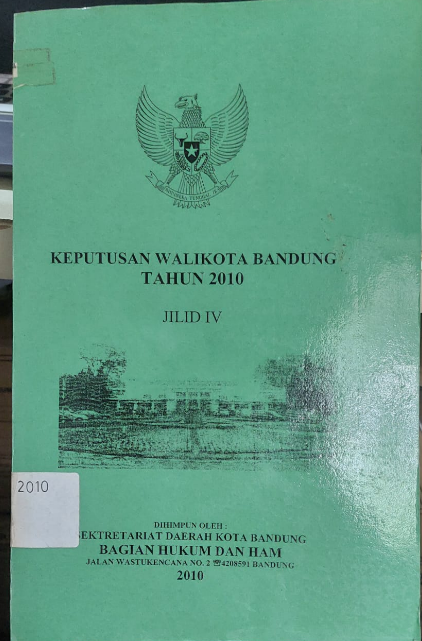 KEPUTUSAN WALIKOTA BANDUNG
TAHUN 2010
JILID IV
2010
DIHIMPUN OLEH :
SEKTRETARIAT DAERAH KOTA BANDUNG
BAGIAN HUKUM DAN HAM
JALAN WASTUKENCANA NO. 2 ☏4208591 BANDUNG
2010